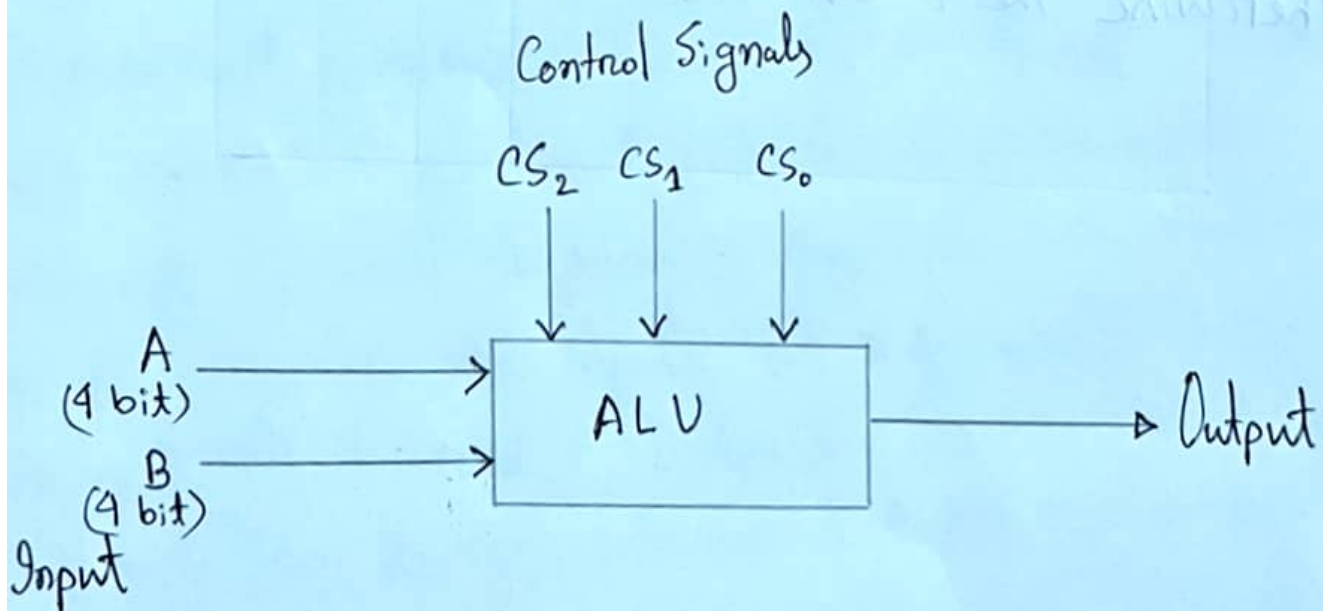 Control Signals
CS₂ CS₁ CS₀
A
(4 bit)
ALU
Output
B
(4 bit)
Input